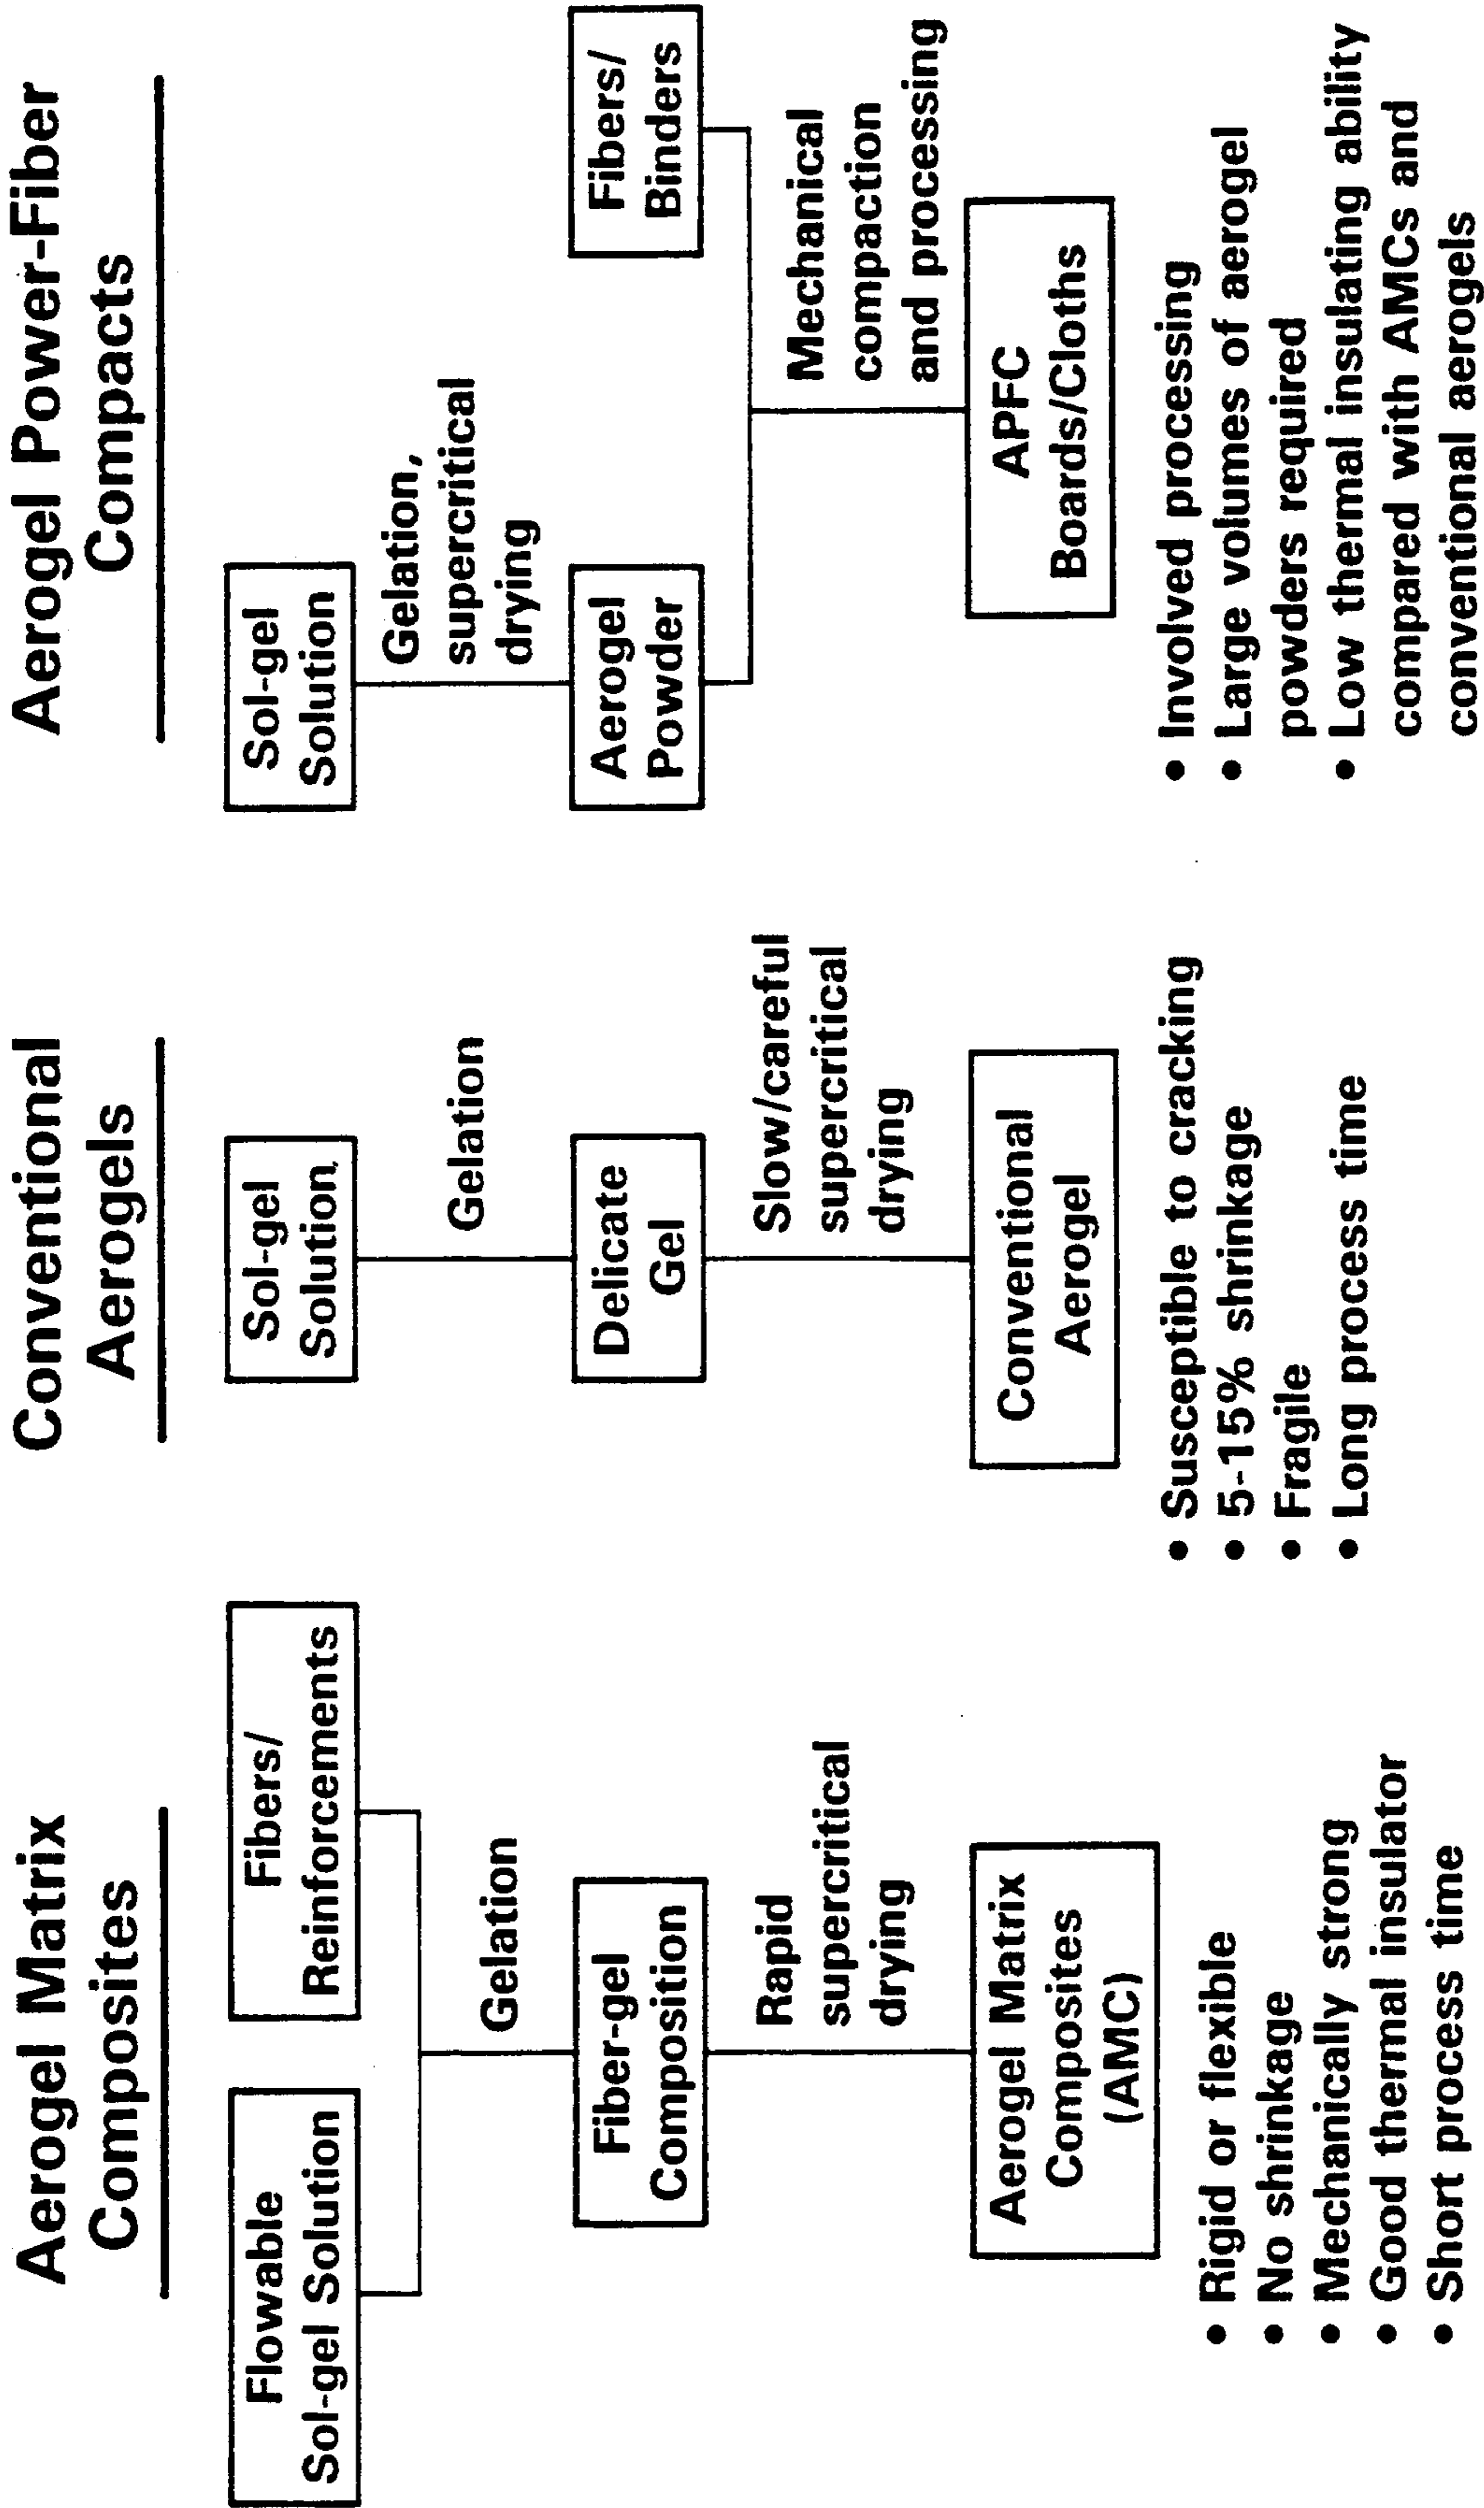 Aerogel Matrix
Composites
Flowable
Sol-gel Solution
Fibers/
Reinforcements
Gelation
Fiber-gel
Composition
Rapid
supercritical
drying
Aerogel Matrix
Composites
(AMC)
• Rigid or flexible
• No shrinkage
• Mechanically strong
• Good thermal insulator
• Short process time
Conventional
Aerogels
Sol-gel
Solution
Gelation
Delicate
Gel
Slow/careful
supercritical
drying
Conventional
Aerogel
• Susceptible to cracking
• 5-15% shrinkage
• Fragile
• Long process time
Aerogel Power-Fiber
Compacts
Sol-gel
Solution
Gelation,
supercritical
drying
Aerogel
Powder
Fibers/
Binders
Mechanical
compaction
and processing
APFC
Boards/Cloths
• Involved processing
• Large volumes of aerogel
powders required
• Low thermal insulating ability
compared with AMCs and
conventional aerogels